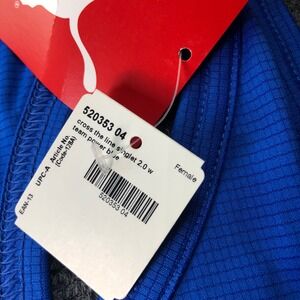 520353 04
cross the line singlet 2.0 w
team power blue
Female
Article No.
(Code-128A)
UPC-A
EAN-13
520353 04